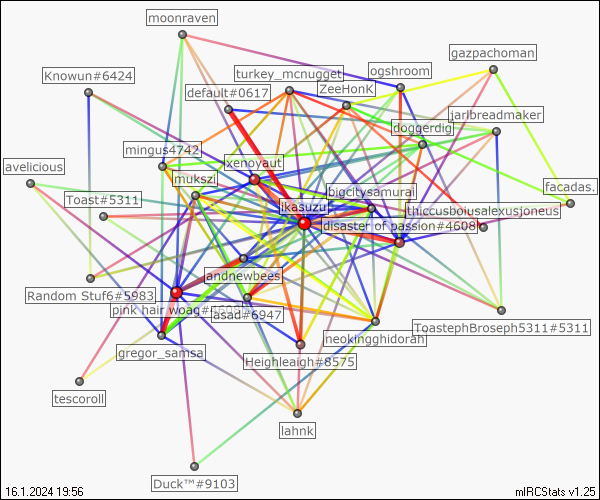 moonraven
gazpachoman
Knowun#6424
turkey_mcnugget
ogshroom
default#0617
ZeeHonK
jarlbreadmaker
doggerdig
mingus4742
xenoyaut
avelicious
mukszi
bigcitysamurai
facadas.
Toast#5311
ikasuzu
thiccusboiusalexusjoneus
disaster of passion#4608
andnewbees
Random Stuf6#5983
pink hair woag#4608
asad#6947
ToastephBroseph5311#5311
neokingghidorah
gregor_samsa
Heighleaigh#8575
tescoroll
lahnk
Duck™#9103
16.1.2024 19:56
mIRCStats v1.25